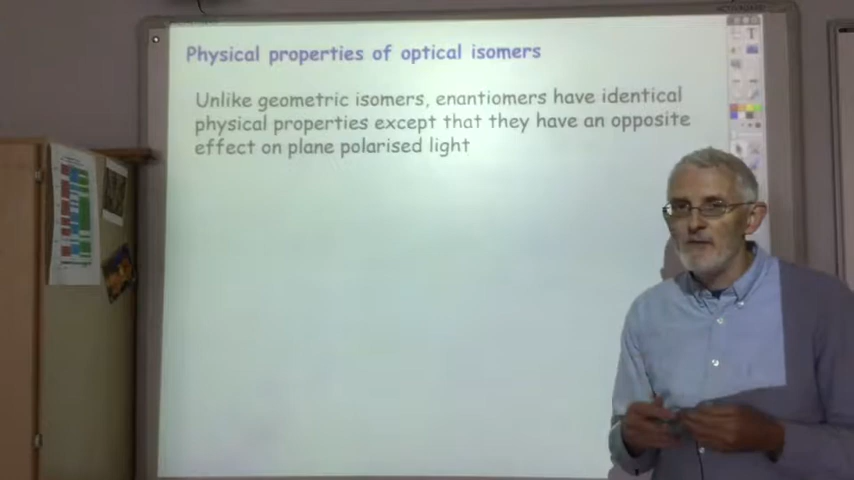 Physical properties of optical isomers
Unlike geometric isomers, enantiomers have identical
physical properties except that they have an opposite
effect on plane polarised light